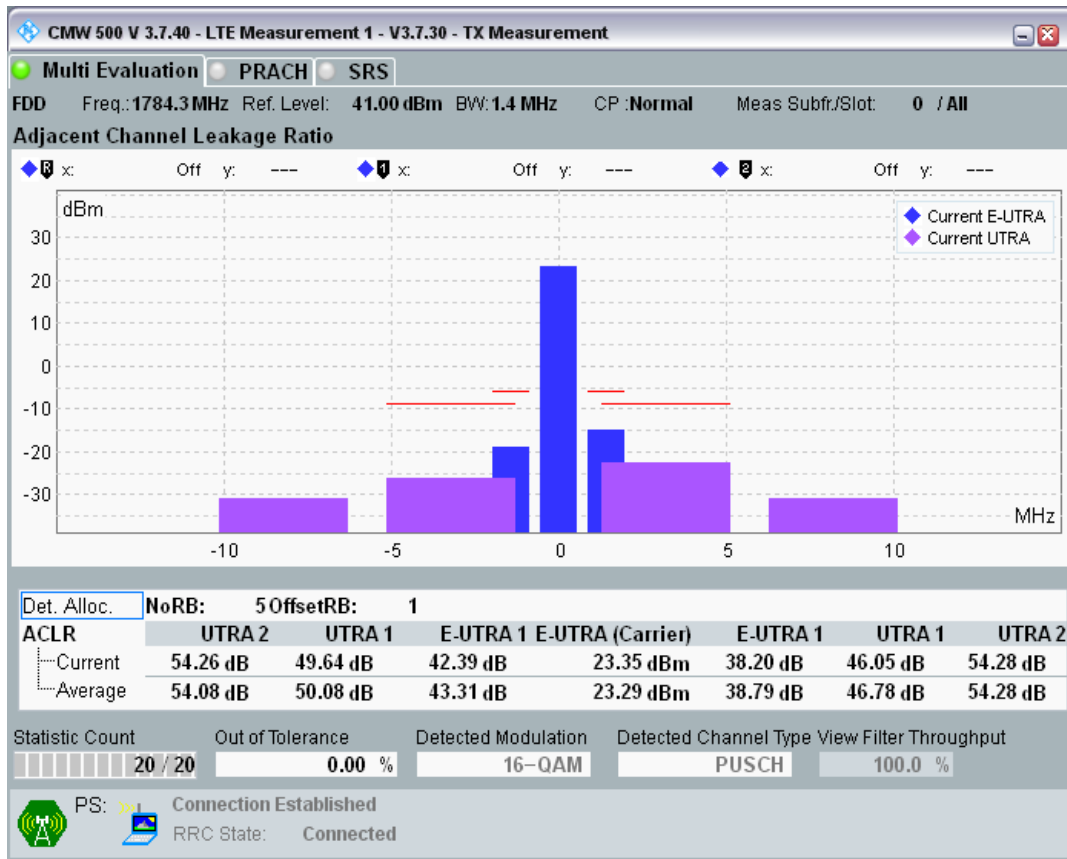 CMW 500 V 3.7.40 - LTE Measurement 1 - V3.7.30 - TX Measurement
Multi Evaluation PRACH SRS
FDD Freq.:1784.3 MHz Ref. Level: 41.00 dBm BW:1.4 MHz CP :Normal Meas Subfr./Slot: 0 / All
Adjacent Channel Leakage Ratio
R x: Off y: --- 1 x: Off y: --- 2 x: Off y: ---
dBm
Current E-UTRA
Current UTRA
30
20
10
0
-10
-20
-30
MHz
-10 -5 0 5 10
Det. Alloc. NoRB: 5 OffsetRB: 1
ACLR UTRA 2 UTRA 1 E-UTRA 1 E-UTRA (Carrier) E-UTRA 1 UTRA 1 UTRA 2
Current 54.26 dB 49.64 dB 42.39 dB 23.35 dBm 38.20 dB 46.05 dB 54.28 dB
Average 54.08 dB 50.08 dB 43.31 dB 23.29 dBm 38.79 dB 46.78 dB 54.28 dB
Statistic Count Out of Tolerance Detected Modulation Detected Channel Type View Filter Throughput
20 / 20 0.00 % 16-QAM PUSCH 100.0 %
PS: Connection Established
RRC State: Connected